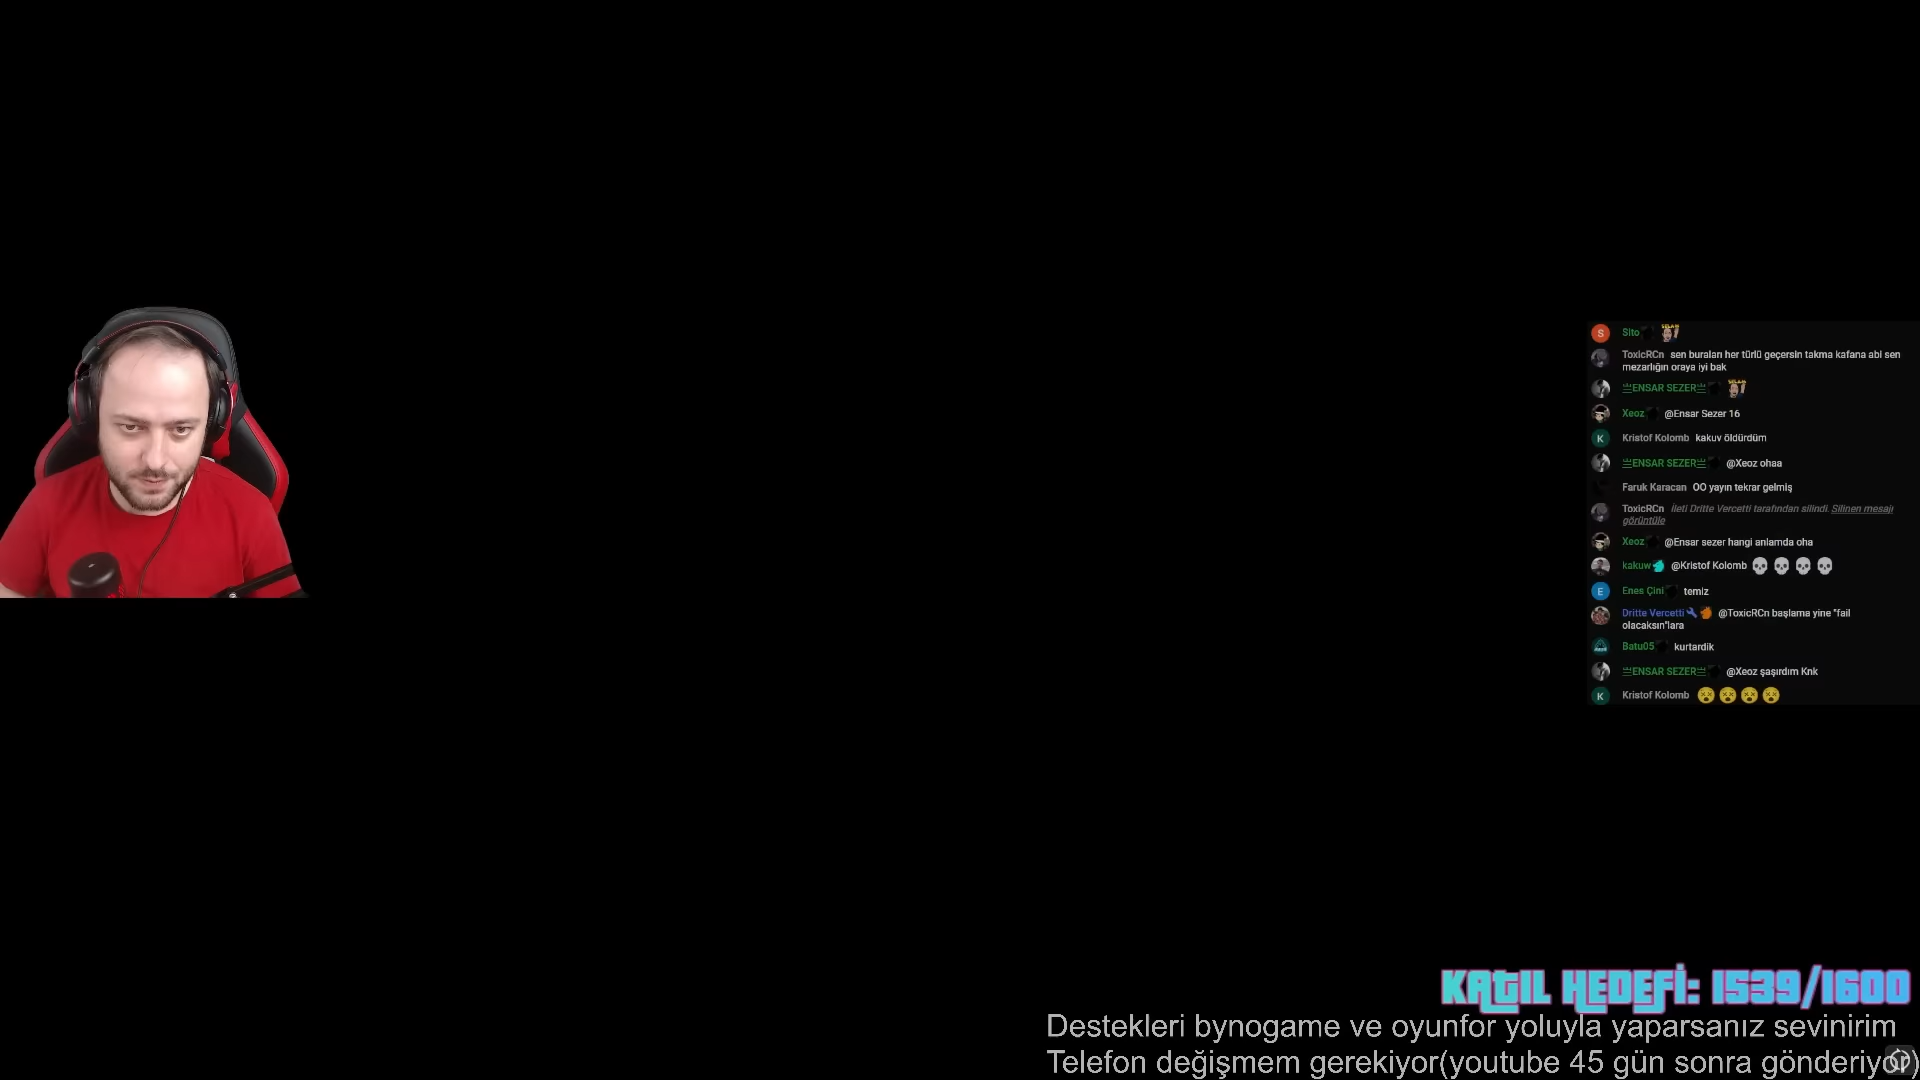 S Sito
ToxicRCn sen buraları her türlü geçersin takma kafana abi sen
mezarlığın oraya iyi bak
ENSAR SEZER
Xeoz @Ensar Sezer 16
K Kristof Kolomb kakuv öldürdüm
ENSAR SEZER @Xeoz ohaa
Faruk Karacan OO yayın tekrar gelmiş
ToxicRCn İleti Dritte Vercetti tarafından silindi. Silinen mesajı
görüntüle
Xeoz @Ensar sezer hangi anlamda oha
kakuw @Kristof Kolomb 💀 💀 💀 💀
E Enes Çini temiz
Dritte Vercetti @ToxicRCn başlama yine "fail
olacaksın"lara
Batu05 kurtardik
ENSAR SEZER @Xeoz şaşırdım Knk
K Kristof Kolomb 😵 😵 😵 😵
KATIL HEDEFİ: 1539/1600
Destekleri bynogame ve oyunfor yoluyla yaparsanız sevinirim
Telefon değişmem gerekiyor(youtube 45 gün sonra gönderiyor)